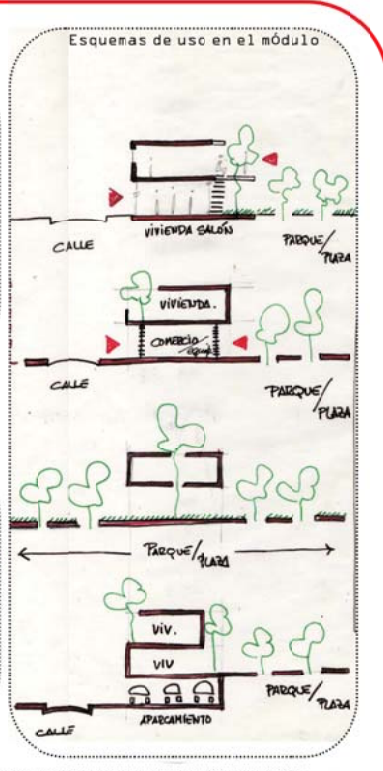 Esquemas de uso en el módulo
VIVIENDA SALÓN
CALLE
PARQUE/
PLAZA
VIVIENDA.
COMERCIO/
CALLE
PARQUE/
PLAZA
PARQUE/PLAZA
VIV.
VIV
PARQUE/
PLAZA
APARCAMIENTO
CALLE